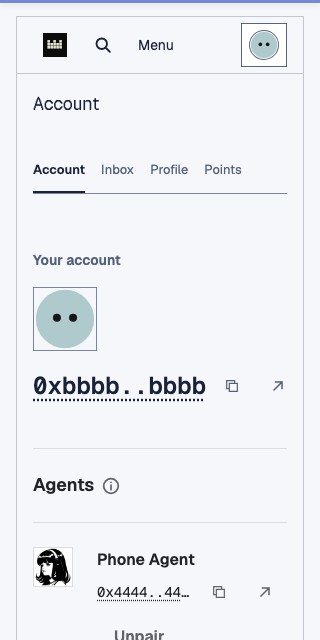 Menu
Account
Account Inbox Profile Points
Your account
0xbbbb..bbbb
Agents
Phone Agent
0x4444..44…
Unpair